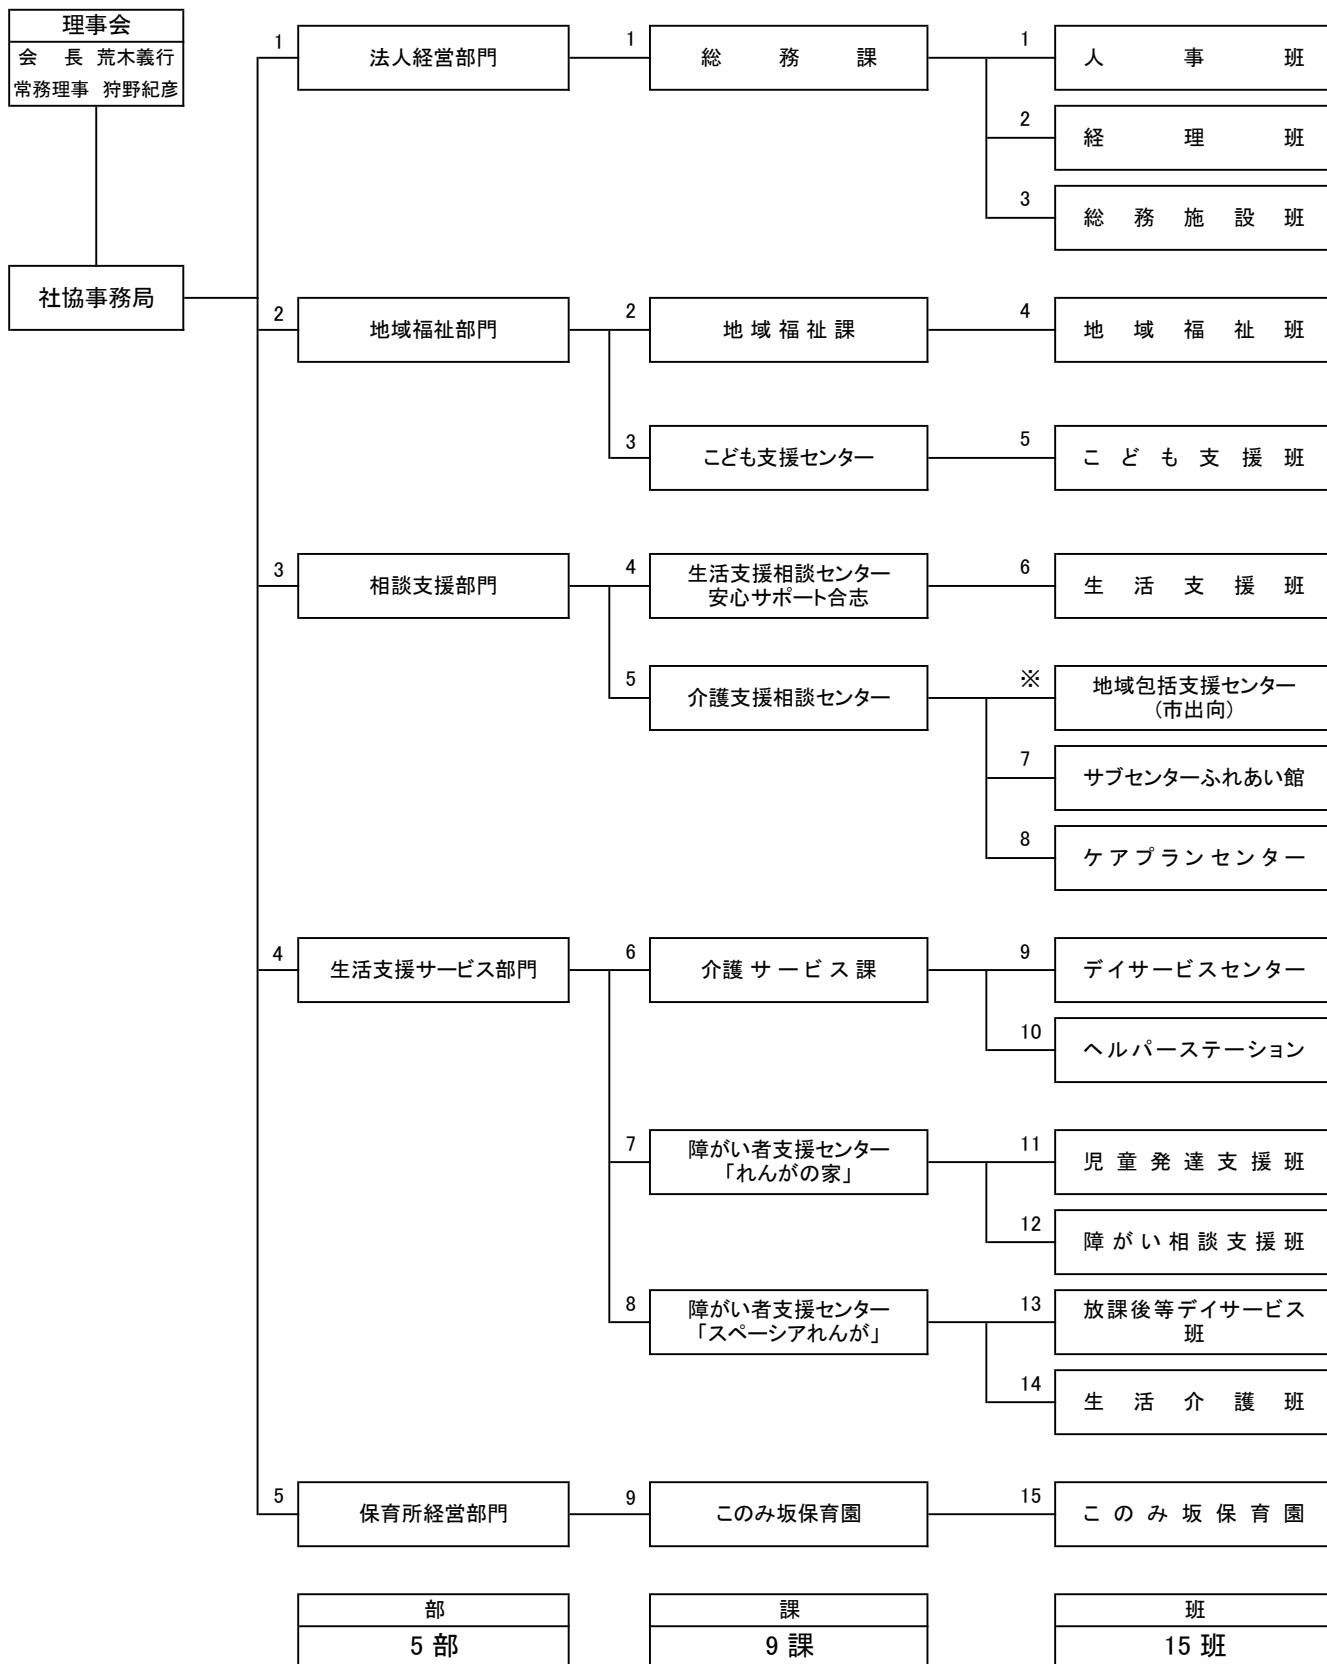 理事会
会長 荒木義行
常務理事 狩野紀彦
社協事務局
1 法人経営部門
1 総務課
1 人事班
2 経理班
3 総務施設班
2 地域福祉部門
2 地域福祉課
4 地域福祉班
3 こども支援センター
5 こども支援班
3 相談支援部門
4 生活支援相談センター
安心サポート合志
6 生活支援班
5 介護支援相談センター
※ 地域包括支援センター
(市出向)
7 サブセンターふれあい館
8 ケアプランセンター
4 生活支援サービス部門
6 介護サービス課
9 デイサービスセンター
10 ヘルパーステーション
7 障がい者支援センター
「れんがの家」
11 児童発達支援班
12 障がい相談支援班
8 障がい者支援センター
「スペーシアれんが」
13 放課後等デイサービス
班
14 生活介護班
5 保育所経営部門
9 このみ坂保育園
15 このみ坂保育園
部 課 班
5 部 9 課 15 班